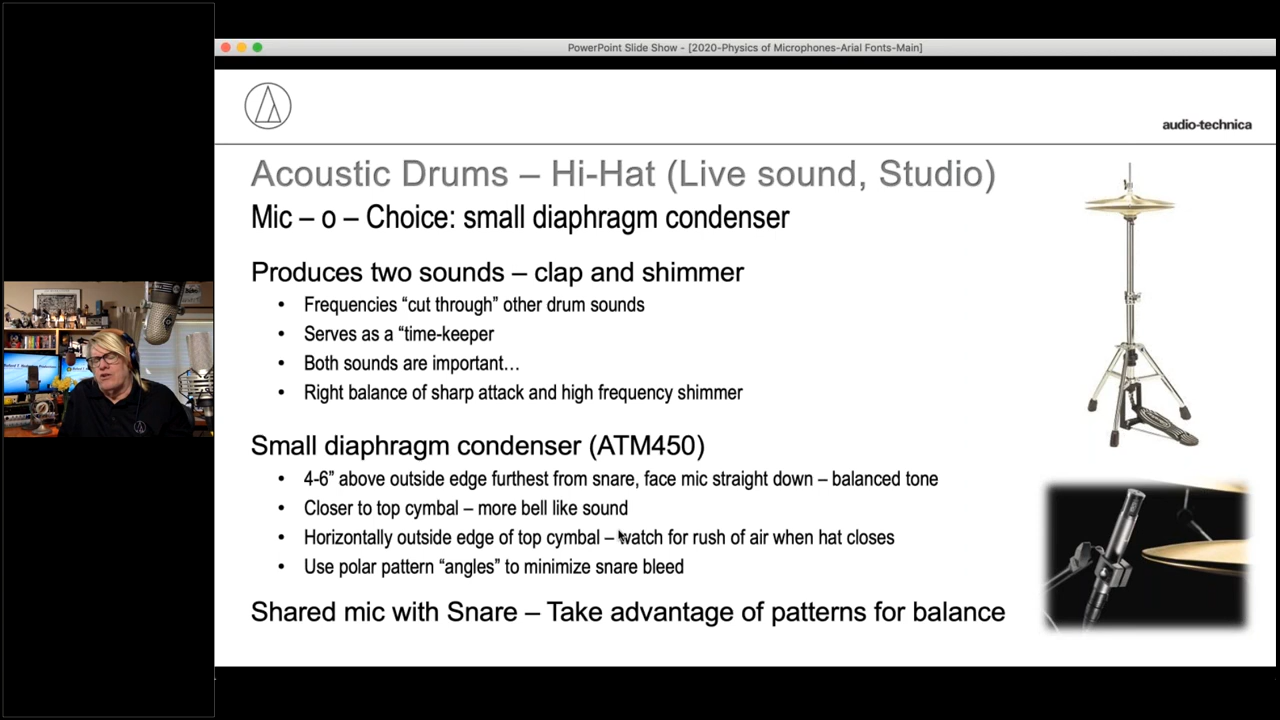 PowerPoint Slide Show - [2020-Physics of Microphones-Arial Fonts-Main]
audio-technica
Acoustic Drums – Hi-Hat (Live sound, Studio)
Mic – o – Choice: small diaphragm condenser
Produces two sounds – clap and shimmer
• Frequencies “cut through” other drum sounds
• Serves as a “time-keeper
• Both sounds are important…
• Right balance of sharp attack and high frequency shimmer
Small diaphragm condenser (ATM450)
• 4-6” above outside edge furthest from snare, face mic straight down – balanced tone
• Closer to top cymbal – more bell like sound
• Horizontally outside edge of top cymbal – watch for rush of air when hat closes
• Use polar pattern “angles” to minimize snare bleed
Shared mic with Snare – Take advantage of patterns for balance